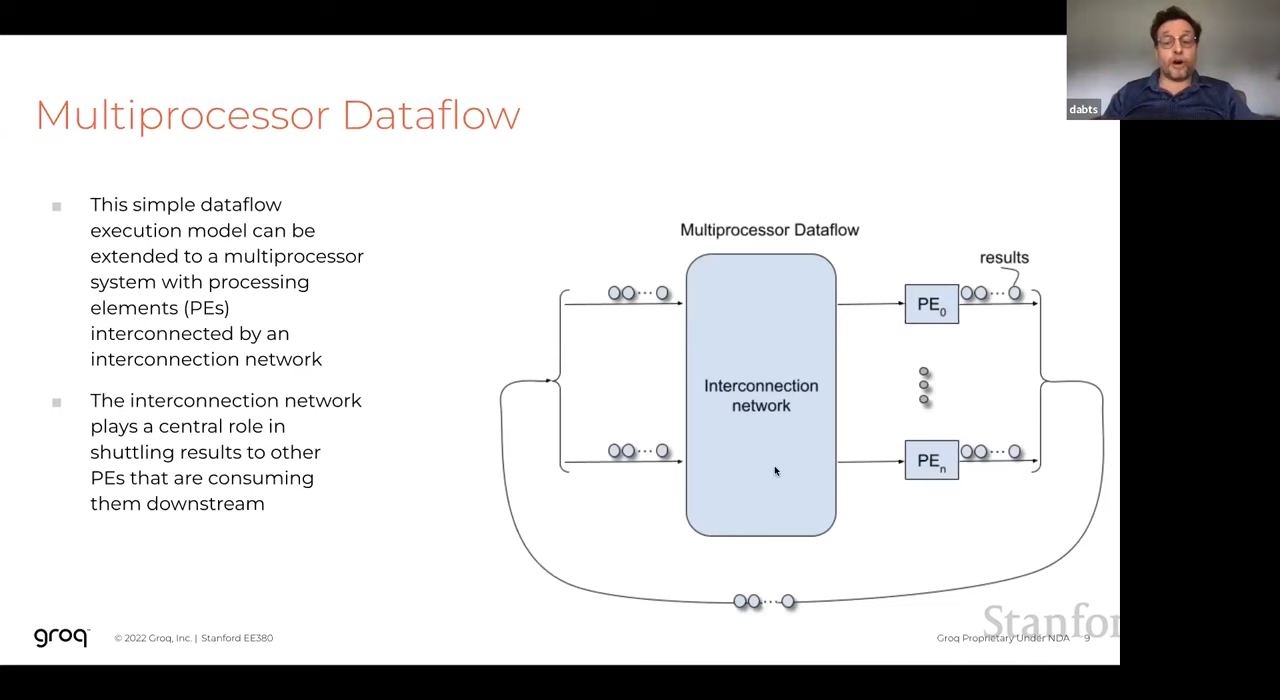 dabts
Multiprocessor Dataflow
This simple dataflow
execution model can be
extended to a multiprocessor
system with processing
elements (PEs)
interconnected by an
interconnection network
The interconnection network
plays a central role in
shuttling results to other
PEs that are consuming
them downstream
Multiprocessor Dataflow
results
PE0
Interconnection
network
PEn
groq
© 2022 Groq, Inc. | Stanford EE380
Stanfor
Groq Proprietary Under NDA 9